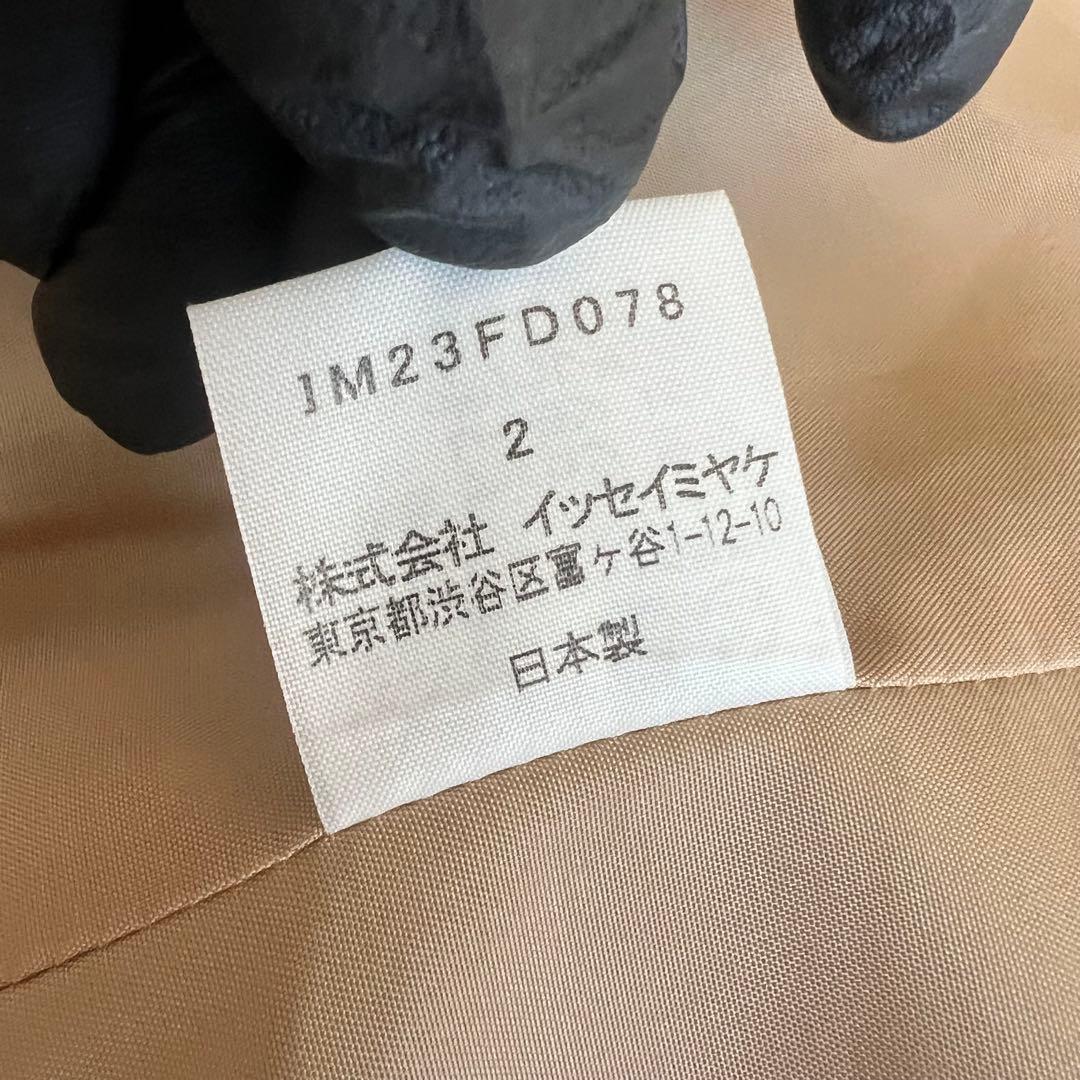 IM23FD078
2
株式会社 イッセイミヤケ
東京都渋谷区富ヶ谷1-12-10
日本製